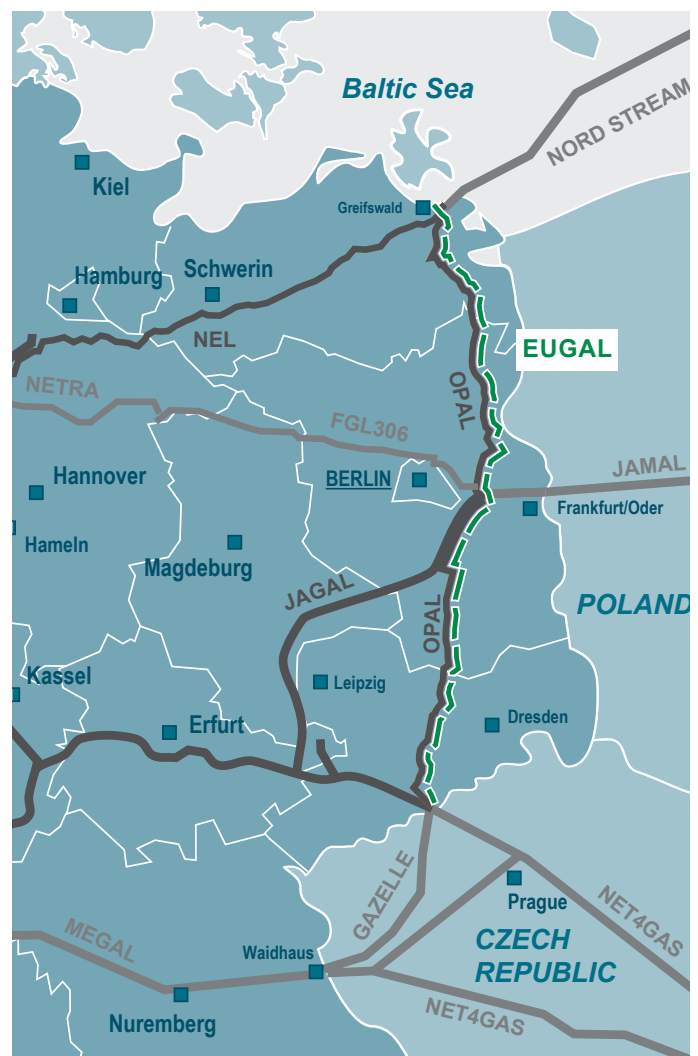 Baltic Sea
NORD STREAM
Kiel
Greifswald
Hamburg
Schwerin
NEL
EUGAL
NETRA
OPAL
FGL306
Hannover
BERLIN
JAMAL
Frankfurt/Oder
Hameln
Magdeburg
JAGAL
OPAL
POLAND
Kassel
Leipzig
Erfurt
Dresden
GAZELLE
Prague
NET4GAS
MEGAL
Waidhaus
CZECH
REPUBLIC
Nuremberg
NET4GAS